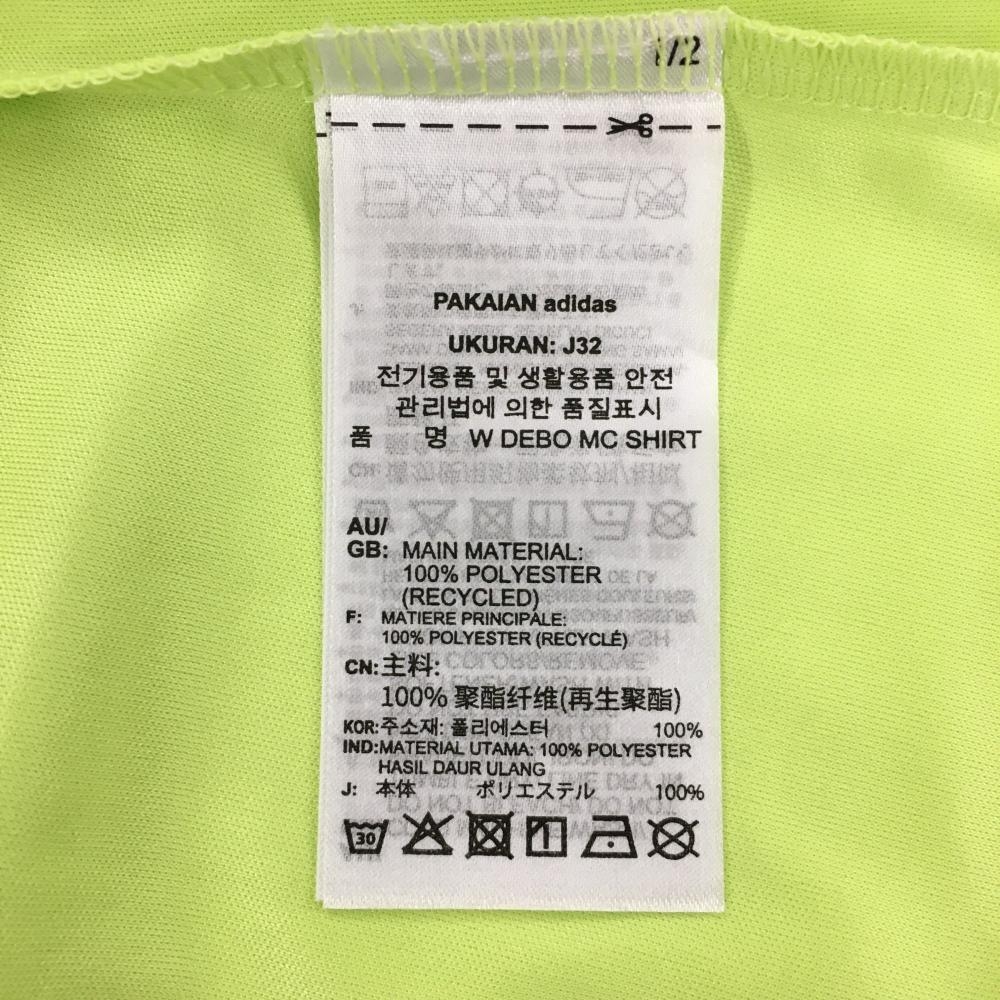 1/2
PAKAIAN adidas
UKURAN: J32
전기용품 및 생활용품 안전
관리법에 의한 품질표시
품 명 W DEBO MC SHIRT
AU/
GB: MAIN MATERIAL:
100% POLYESTER
(RECYCLED)
F: MATIERE PRINCIPALE:
100% POLYESTER (RECYCLÉ)
CN:主料:
100% 聚酯纤维(再生聚酯)
KOR:주소재: 폴리에스터 100%
IND:MATERIAL UTAMA: 100% POLYESTER
HASIL DAUR ULANG
J: 本体 ポリエステル 100%
30